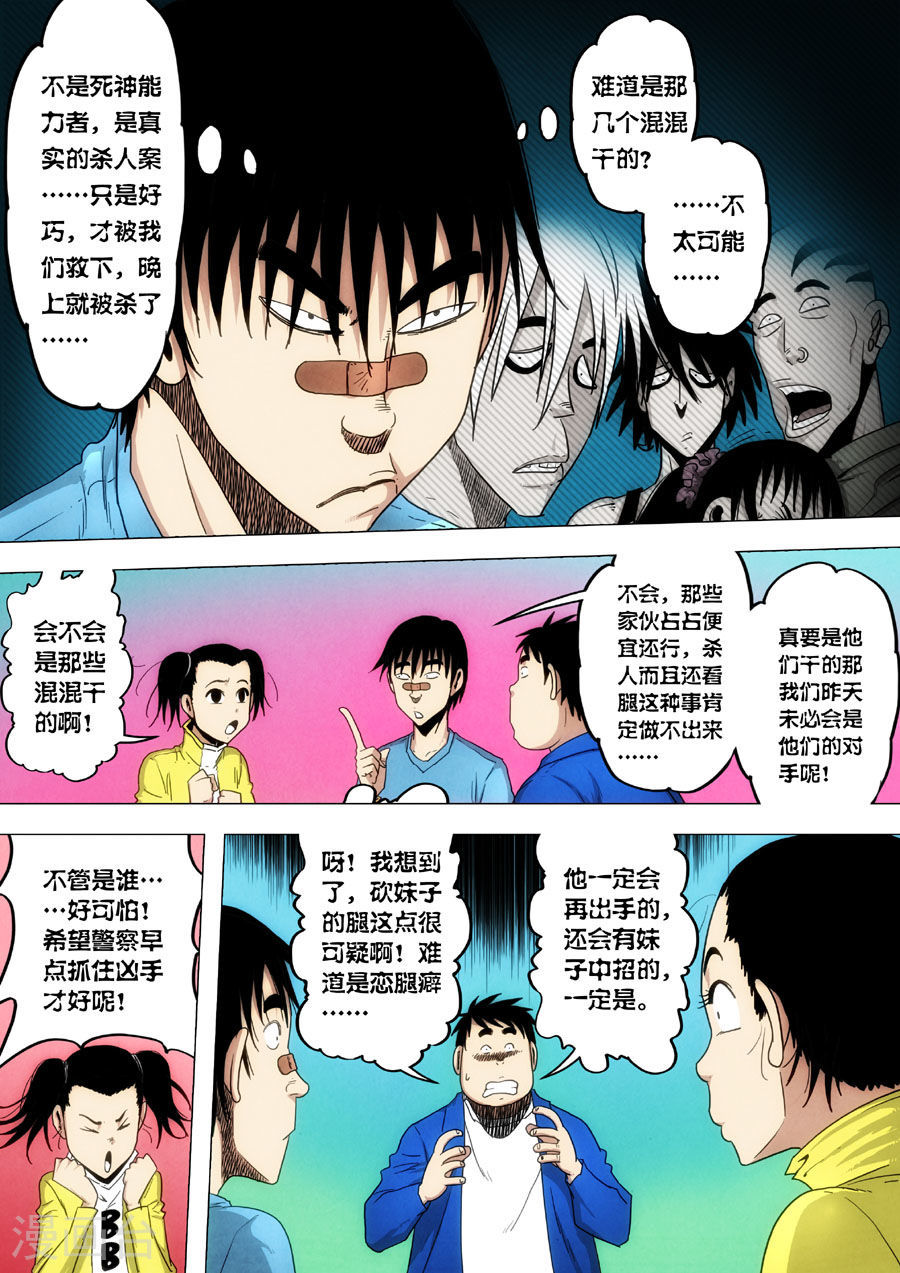 不是死神能
力者，是真
实的杀人案
……只是好
巧，才被我
们救下，晚
上就被杀了
……
难道是那
几个混混
干的？
……不
太可能
……
会不会
是那些
混混干
的啊！
不会，那些
家伙占占便
宜还行，杀
人而且还看
腿这种事肯
定做不出来
……
真要是他
们干的那
我们昨天
未必会是
他们的对
手呢！
不管是谁…
…好可怕！
希望警察早
点抓住凶手
才好呢！
呀！我想到
了，砍妹子
的腿这点很
可疑啊！难
道是恋腿癖
……
他一定会
再出手的，
还会有妹
子中招的，
一定是。
BB
漫画台